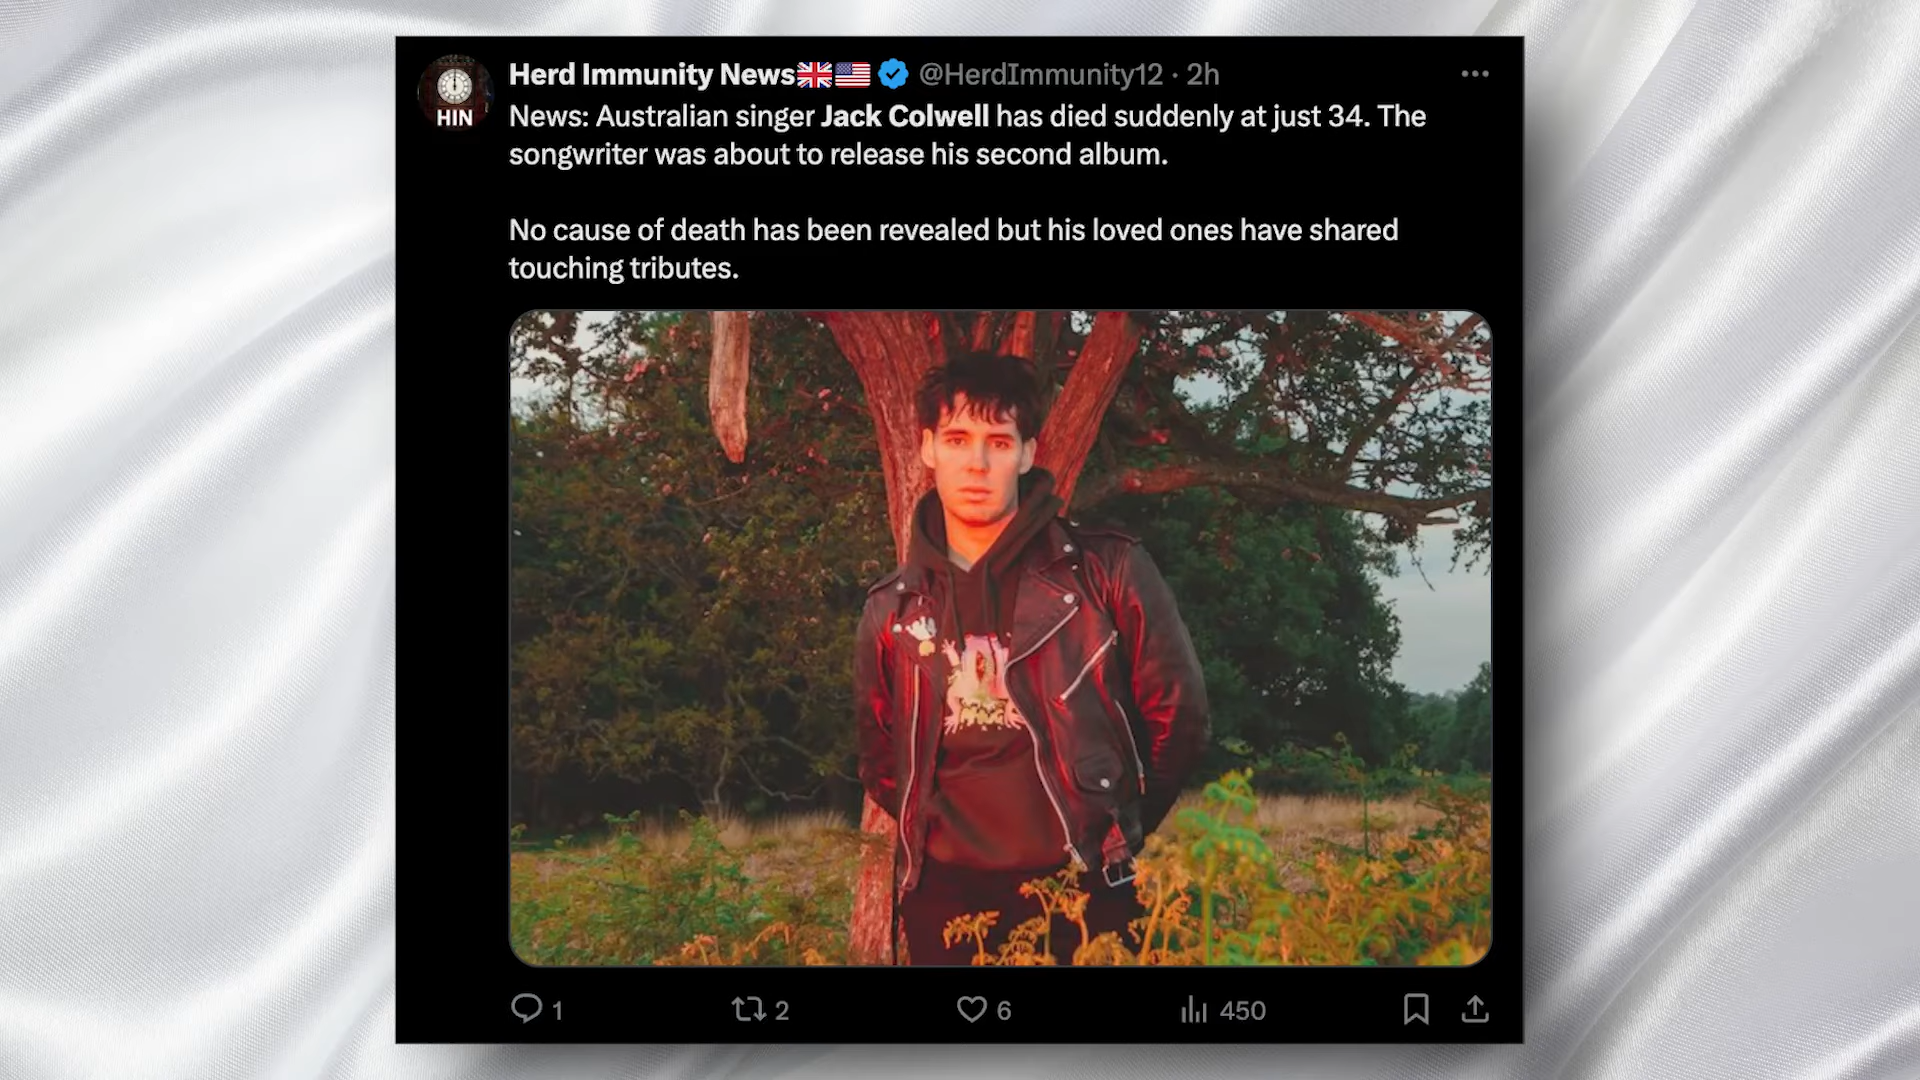 Herd Immunity News🇬🇧🇺🇸 @HerdImmunity12 · 2h
HIN
News: Australian singer Jack Colwell has died suddenly at just 34. The
songwriter was about to release his second album.
No cause of death has been revealed but his loved ones have shared
touching tributes.
1
2
6
450